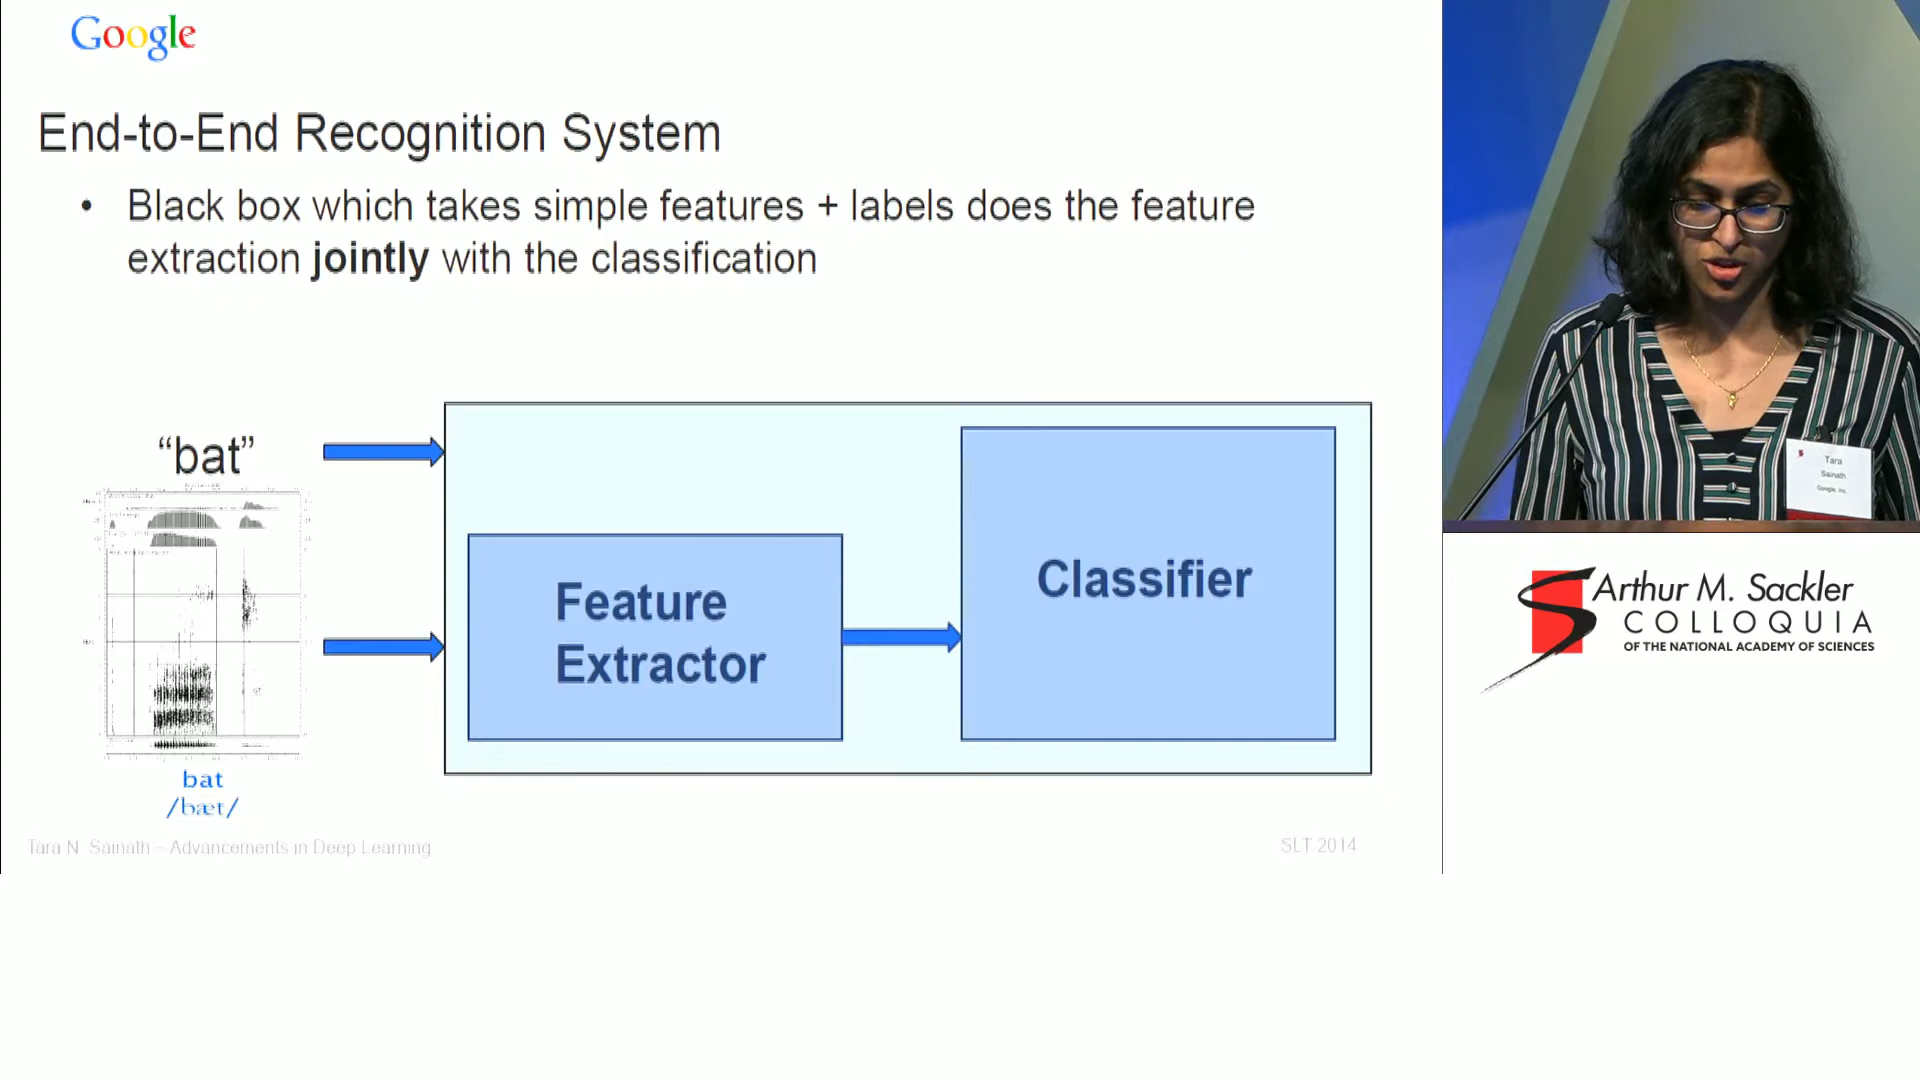 Google
End-to-End Recognition System
• Black box which takes simple features + labels does the feature
extraction jointly with the classification
“bat”
Feature
Extractor
Classifier
bat
/bæt/
Tara N. Sainath – Advancements in Deep Learning
SLT 2014
Tara
Sainath
Google, Inc.
Arthur M. Sackler
COLLOQUIA
OF THE NATIONAL ACADEMY OF SCIENCES